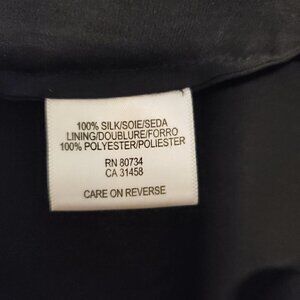 100% SILK/SOIE/SEDA
LINING/DOUBLURE/FORRO
100% POLYESTER/POLIESTER
RN 80734
CA 31458
CARE ON REVERSE